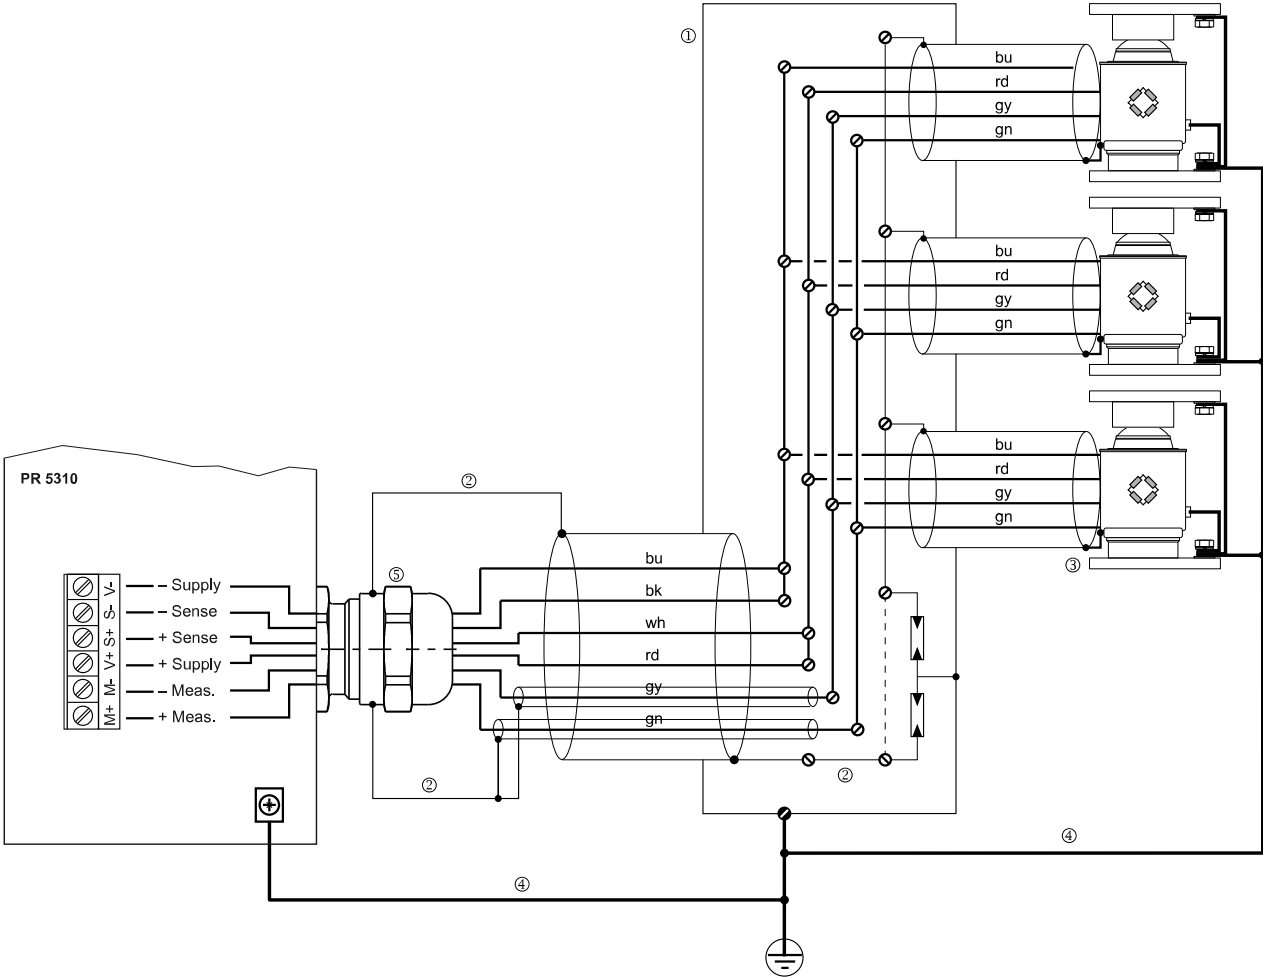 ①
bu
rd
gy
gn
bu
rd
gy
gn
bu
rd
gy
gn
③
PR 5310
②
V- – Supply
S- – Sense
S+ + Sense
V+ + Supply
M- – Meas.
M+ + Meas.
⑤
bu
bk
wh
rd
gy
gn
②
②
④
④